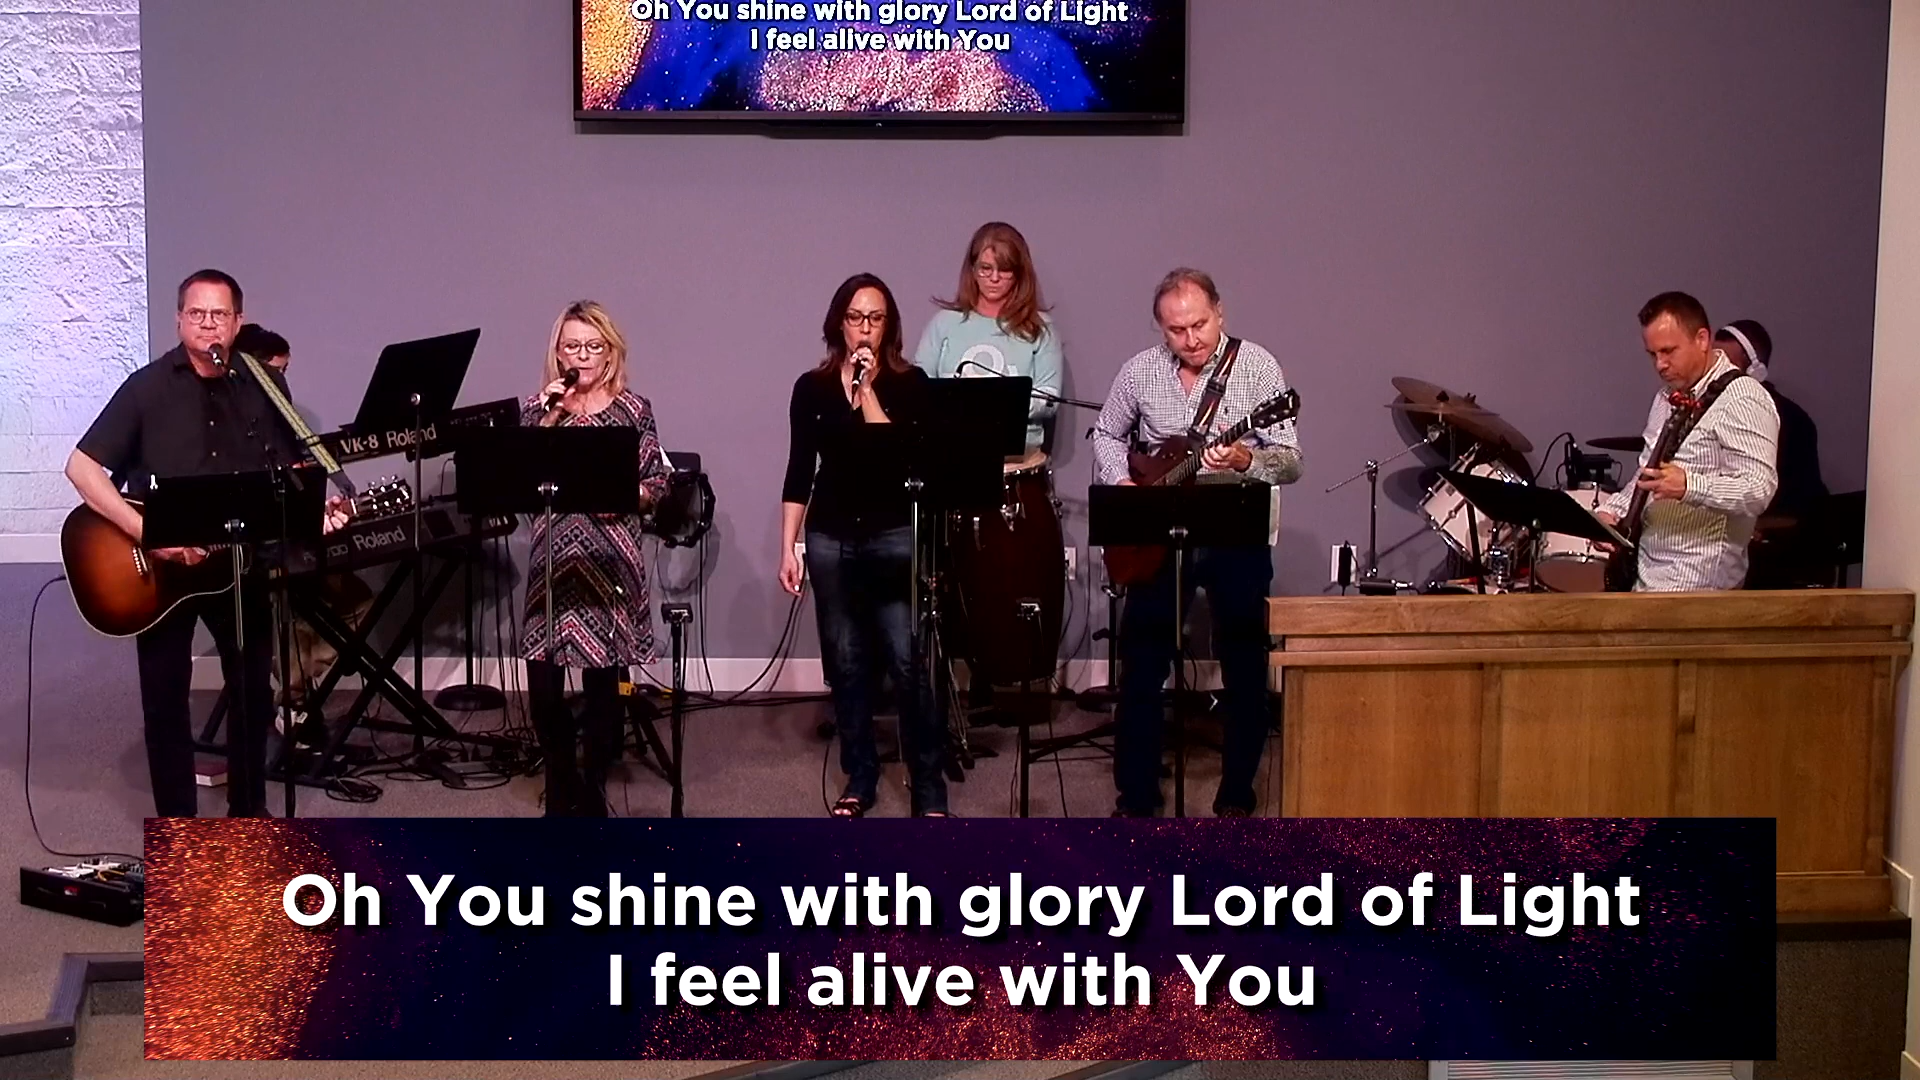 Oh You shine with glory Lord of Light
I feel alive with You
VK-8 Roland
Roland
&
Oh You shine with glory Lord of Light
I feel alive with You